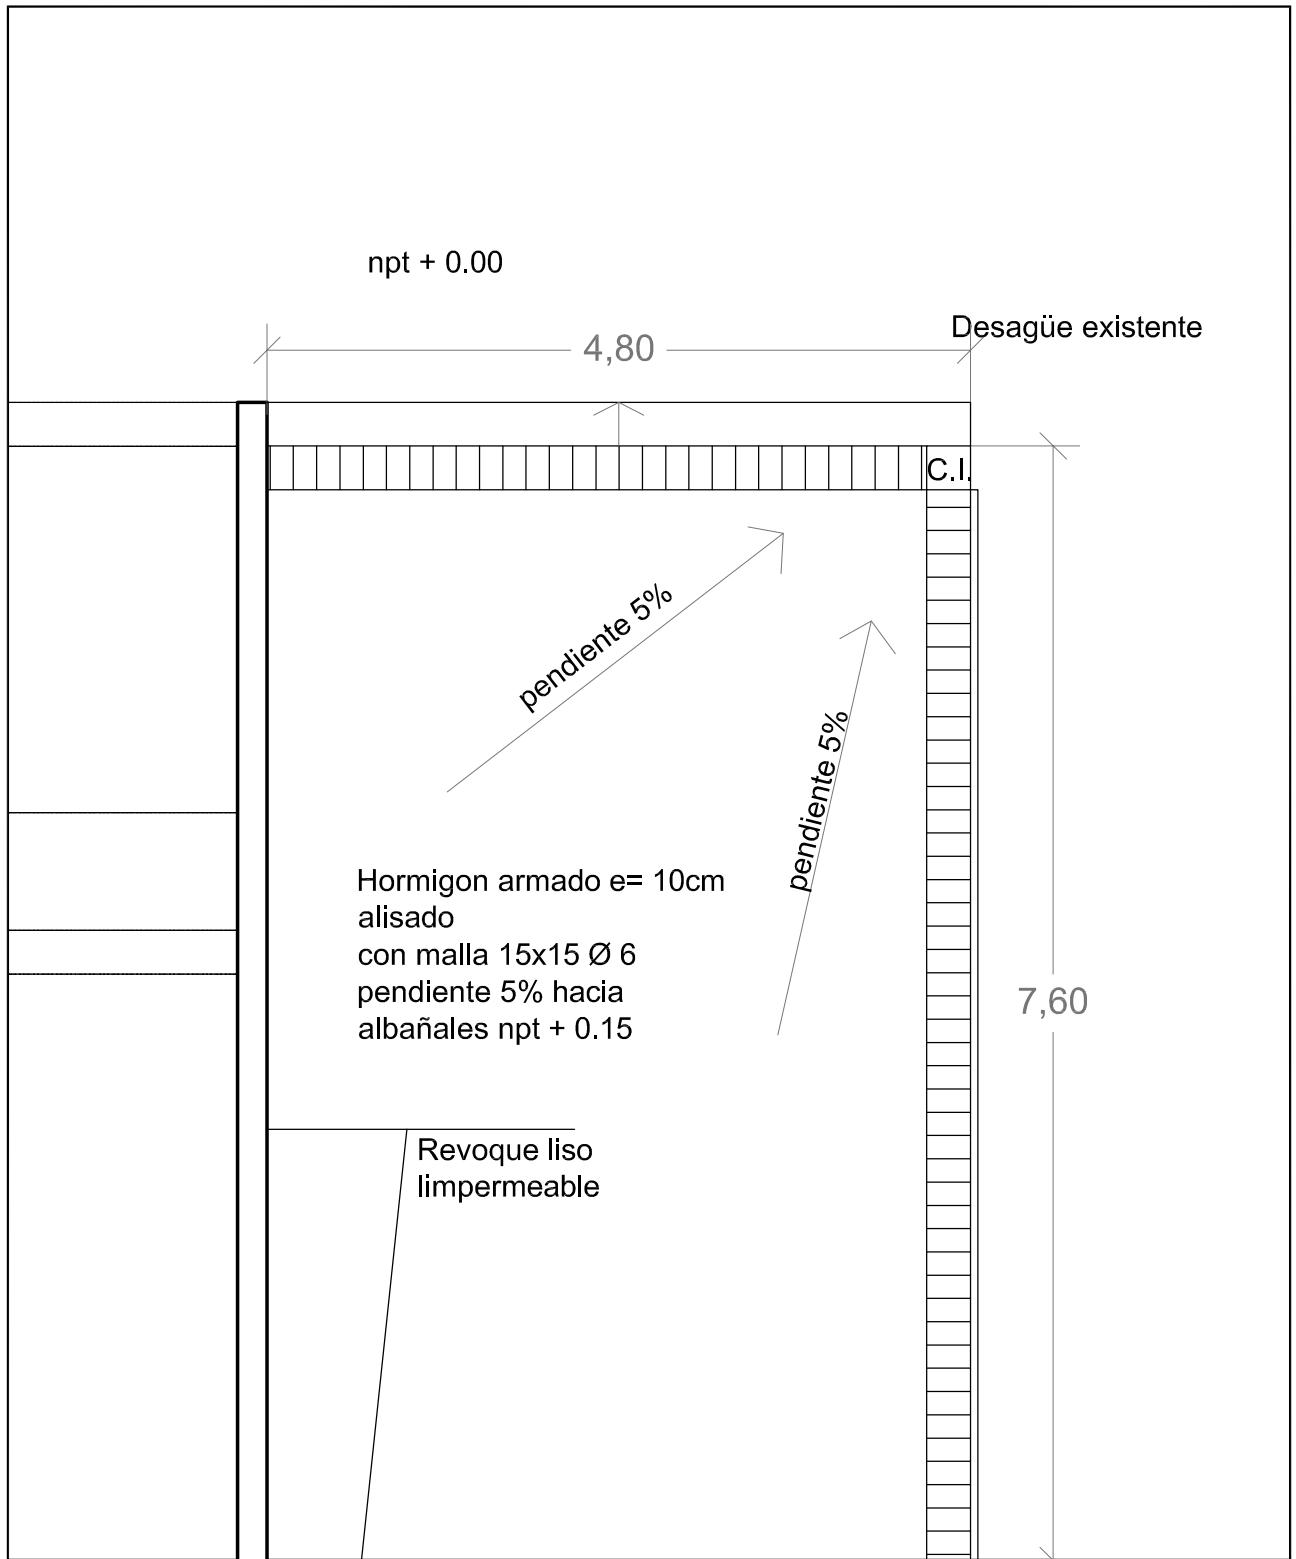 npt + 0.00
Desagüe existente
4,80
C.I.
pendiente 5%
pendiente 5%
Hormigon armado e= 10cm
alisado
con malla 15x15 Ø 6
pendiente 5% hacia
albañales npt + 0.15
7,60
Revoque liso
Iimpermeable